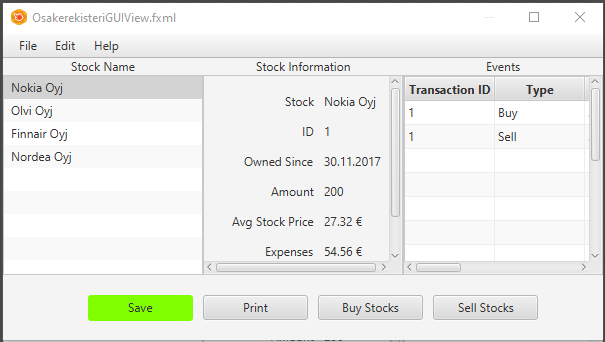 OsakerekisteriGUIView.fxml
File Edit Help
Stock Name
Nokia Oyj
Olvi Oyj
Finnair Oyj
Nordea Oyj
Stock Information
Stock Nokia Oyj
ID 1
Owned Since 30.11.2017
Amount 200
Avg Stock Price 27.32 €
Expenses 54.56 €
Events
Transaction ID Type
1 Buy
1 Sell
Save Print Buy Stocks Sell Stocks